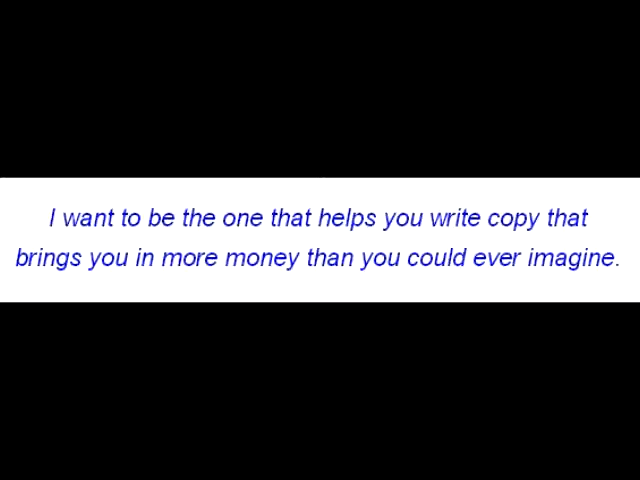 I want to be the one that helps you write copy that
brings you in more money than you could ever imagine.